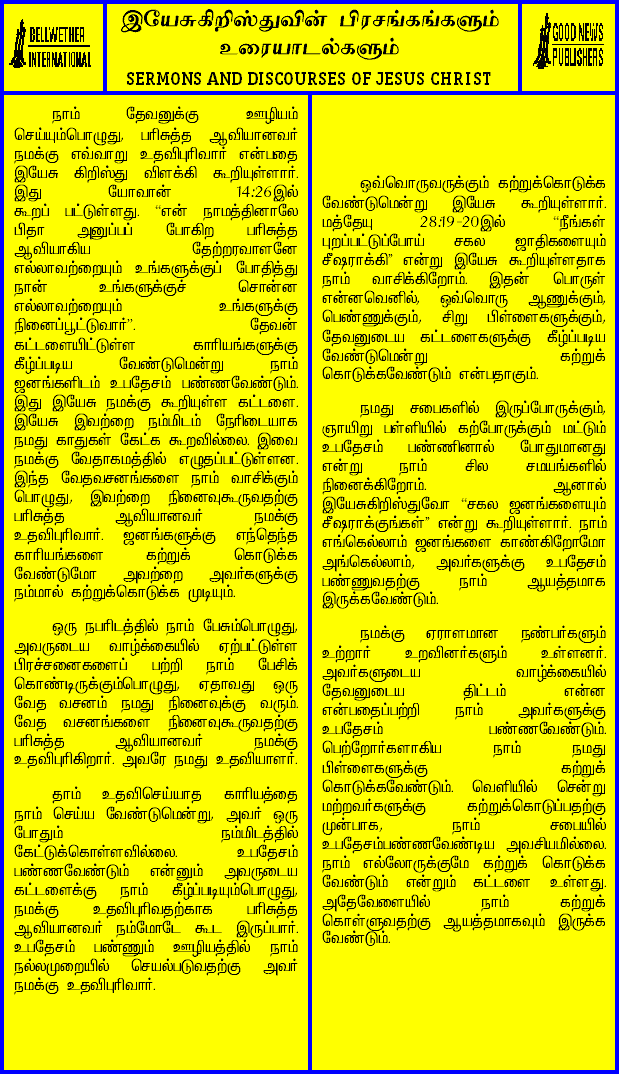 BELLWETHER
INTERNATIONAL
இயேசுகிறிஸ்துவின் பிரசங்கங்களும்
உரையாடல்களும்
SERMONS AND DISCOURSES OF JESUS CHRIST
GOOD NEWS
PUBLISHERS
நாம் தேவனுக்கு ஊழியம்
செய்யும்பொழுது, பரிசுத்த ஆவியானவர்
நமக்கு எவ்வாறு உதவிபுரிவார் என்பதை
இயேசு கிறிஸ்து விளக்கி கூறியுள்ளார்.
இது யோவான் 14:26இல்
கூறப் பட்டுள்ளது. “என் நாமத்தினாலே
பிதா அனுப்பப் போகிற பரிசுத்த
ஆவியாகிய தேற்றரவாளனே
எல்லாவற்றையும் உங்களுக்குப் போதித்து
நான் உங்களுக்குச் சொன்ன
எல்லாவற்றையும் உங்களுக்கு
நினைப்பூட்டுவார்”. தேவன்
கட்டளையிட்டுள்ள காரியங்களுக்கு
கீழ்ப்படிய வேண்டுமென்று நாம்
ஜனங்களிடம் உபதேசம் பண்ணவேண்டும்.
இது இயேசு நமக்கு கூறியுள்ள கட்டளை.
இயேசு இவற்றை நம்மிடம் நேரிடையாக
நமது காதுகள் கேட்க கூறவில்லை. இவை
நமக்கு வேதாகமத்தில் எழுதப்பட்டுள்ளன.
இந்த வேதவசனங்களை நாம் வாசிக்கும்
பொழுது, இவற்றை நினைவுகூருவதற்கு
பரிசுத்த ஆவியானவர் நமக்கு
உதவிபுரிவார். ஜனங்களுக்கு எந்தெந்த
காரியங்களை கற்றுக் கொடுக்க
வேண்டுமோ அவற்றை அவர்களுக்கு
நம்மால் கற்றுக்கொடுக்க முடியும்.
ஒரு நபரிடத்தில் நாம் பேசும்பொழுது,
அவருடைய வாழ்க்கையில் ஏற்பட்டுள்ள
பிரச்சனைகளைப் பற்றி நாம் பேசிக்
கொண்டிருக்கும்பொழுது, ஏதாவது ஒரு
வேத வசனம் நமது நினைவுக்கு வரும்.
வேத வசனங்களை நினைவுகூருவதற்கு
பரிசுத்த ஆவியானவர் நமக்கு
உதவிபுரிகிறார். அவரே நமது உதவியாளர்.
தாம் உதவிசெய்யாத காரியத்தை
நாம் செய்ய வேண்டுமென்று, அவர் ஒரு
போதும் நம்மிடத்தில்
கேட்டுக்கொள்ளவில்லை. உபதேசம்
பண்ணவேண்டும் என்னும் அவருடைய
கட்டளைக்கு நாம் கீழ்ப்படியும்பொழுது,
நமக்கு உதவிபுரிவதற்காக பரிசுத்த
ஆவியானவர் நம்மோடே கூட இருப்பார்.
உபதேசம் பண்ணும் ஊழியத்தில் நாம்
நல்லமுறையில் செயல்படுவதற்கு அவர்
நமக்கு உதவிபுரிவார்.
ஒவ்வொருவருக்கும் கற்றுக்கொடுக்க
வேண்டுமென்று இயேசு கூறியுள்ளார்.
மத்தேயு 28:19-20இல் “நீங்கள்
புறப்பட்டுப்போய் சகல ஜாதிகளையும்
சீஷராக்கி” என்று இயேசு கூறியுள்ளதாக
நாம் வாசிக்கிறோம். இதன் பொருள்
என்னவெனில், ஒவ்வொரு ஆணுக்கும்,
பெண்ணுக்கும், சிறு பிள்ளைகளுக்கும்,
தேவனுடைய கட்டளைகளுக்கு கீழ்ப்படிய
வேண்டுமென்று கற்றுக்
கொடுக்கவேண்டும் என்பதாகும்.
நமது சபைகளில் இருப்போருக்கும்,
ஞாயிறு பள்ளியில் கற்போருக்கும் மட்டும்
உபதேசம் பண்ணினால் போதுமானது
என்று நாம் சில சமயங்களில்
நினைக்கிறோம். ஆனால்
இயேசுகிறிஸ்துவோ “சகல ஜனங்களையும்
சீஷராக்குங்கள்” என்று கூறியுள்ளார். நாம்
எங்கெல்லாம் ஜனங்களை காண்கிறோமோ
அங்கெல்லாம், அவர்களுக்கு உபதேசம்
பண்ணுவதற்கு நாம் ஆயத்தமாக
இருக்கவேண்டும்.
நமக்கு ஏராளமான நண்பர்களும்
உற்றார் உறவினர்களும் உள்ளனர்.
அவர்களுடைய வாழ்க்கையில்
தேவனுடைய திட்டம் என்ன
என்பதைப்பற்றி நாம் அவர்களுக்கு
உபதேசம் பண்ணவேண்டும்.
பெற்றோர்களாகிய நாம் நமது
பிள்ளைகளுக்கு கற்றுக்
கொடுக்கவேண்டும். வெளியில் சென்று
மற்றவர்களுக்கு கற்றுக்கொடுப்பதற்கு
முன்பாக, நாம் சபையில்
உபதேசம்பண்ணவேண்டிய அவசியமில்லை.
நாம் எல்லோருக்குமே கற்றுக் கொடுக்க
வேண்டும் என்றும் கட்டளை உள்ளது.
அதேவேளையில் நாம் கற்றுக்
கொள்ளுவதற்கு ஆயத்தமாகவும் இருக்க
வேண்டும்.